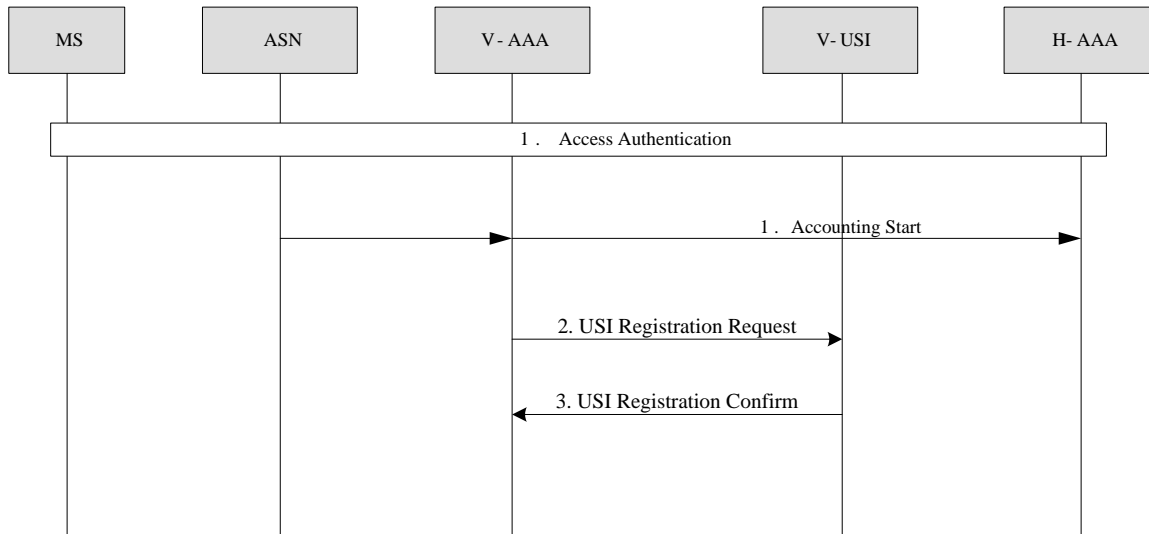 MS
ASN
V - AAA
V- USI
H- AAA
1 . Access Authentication
1 . Accounting Start
2. USI Registration Request
3. USI Registration Confirm